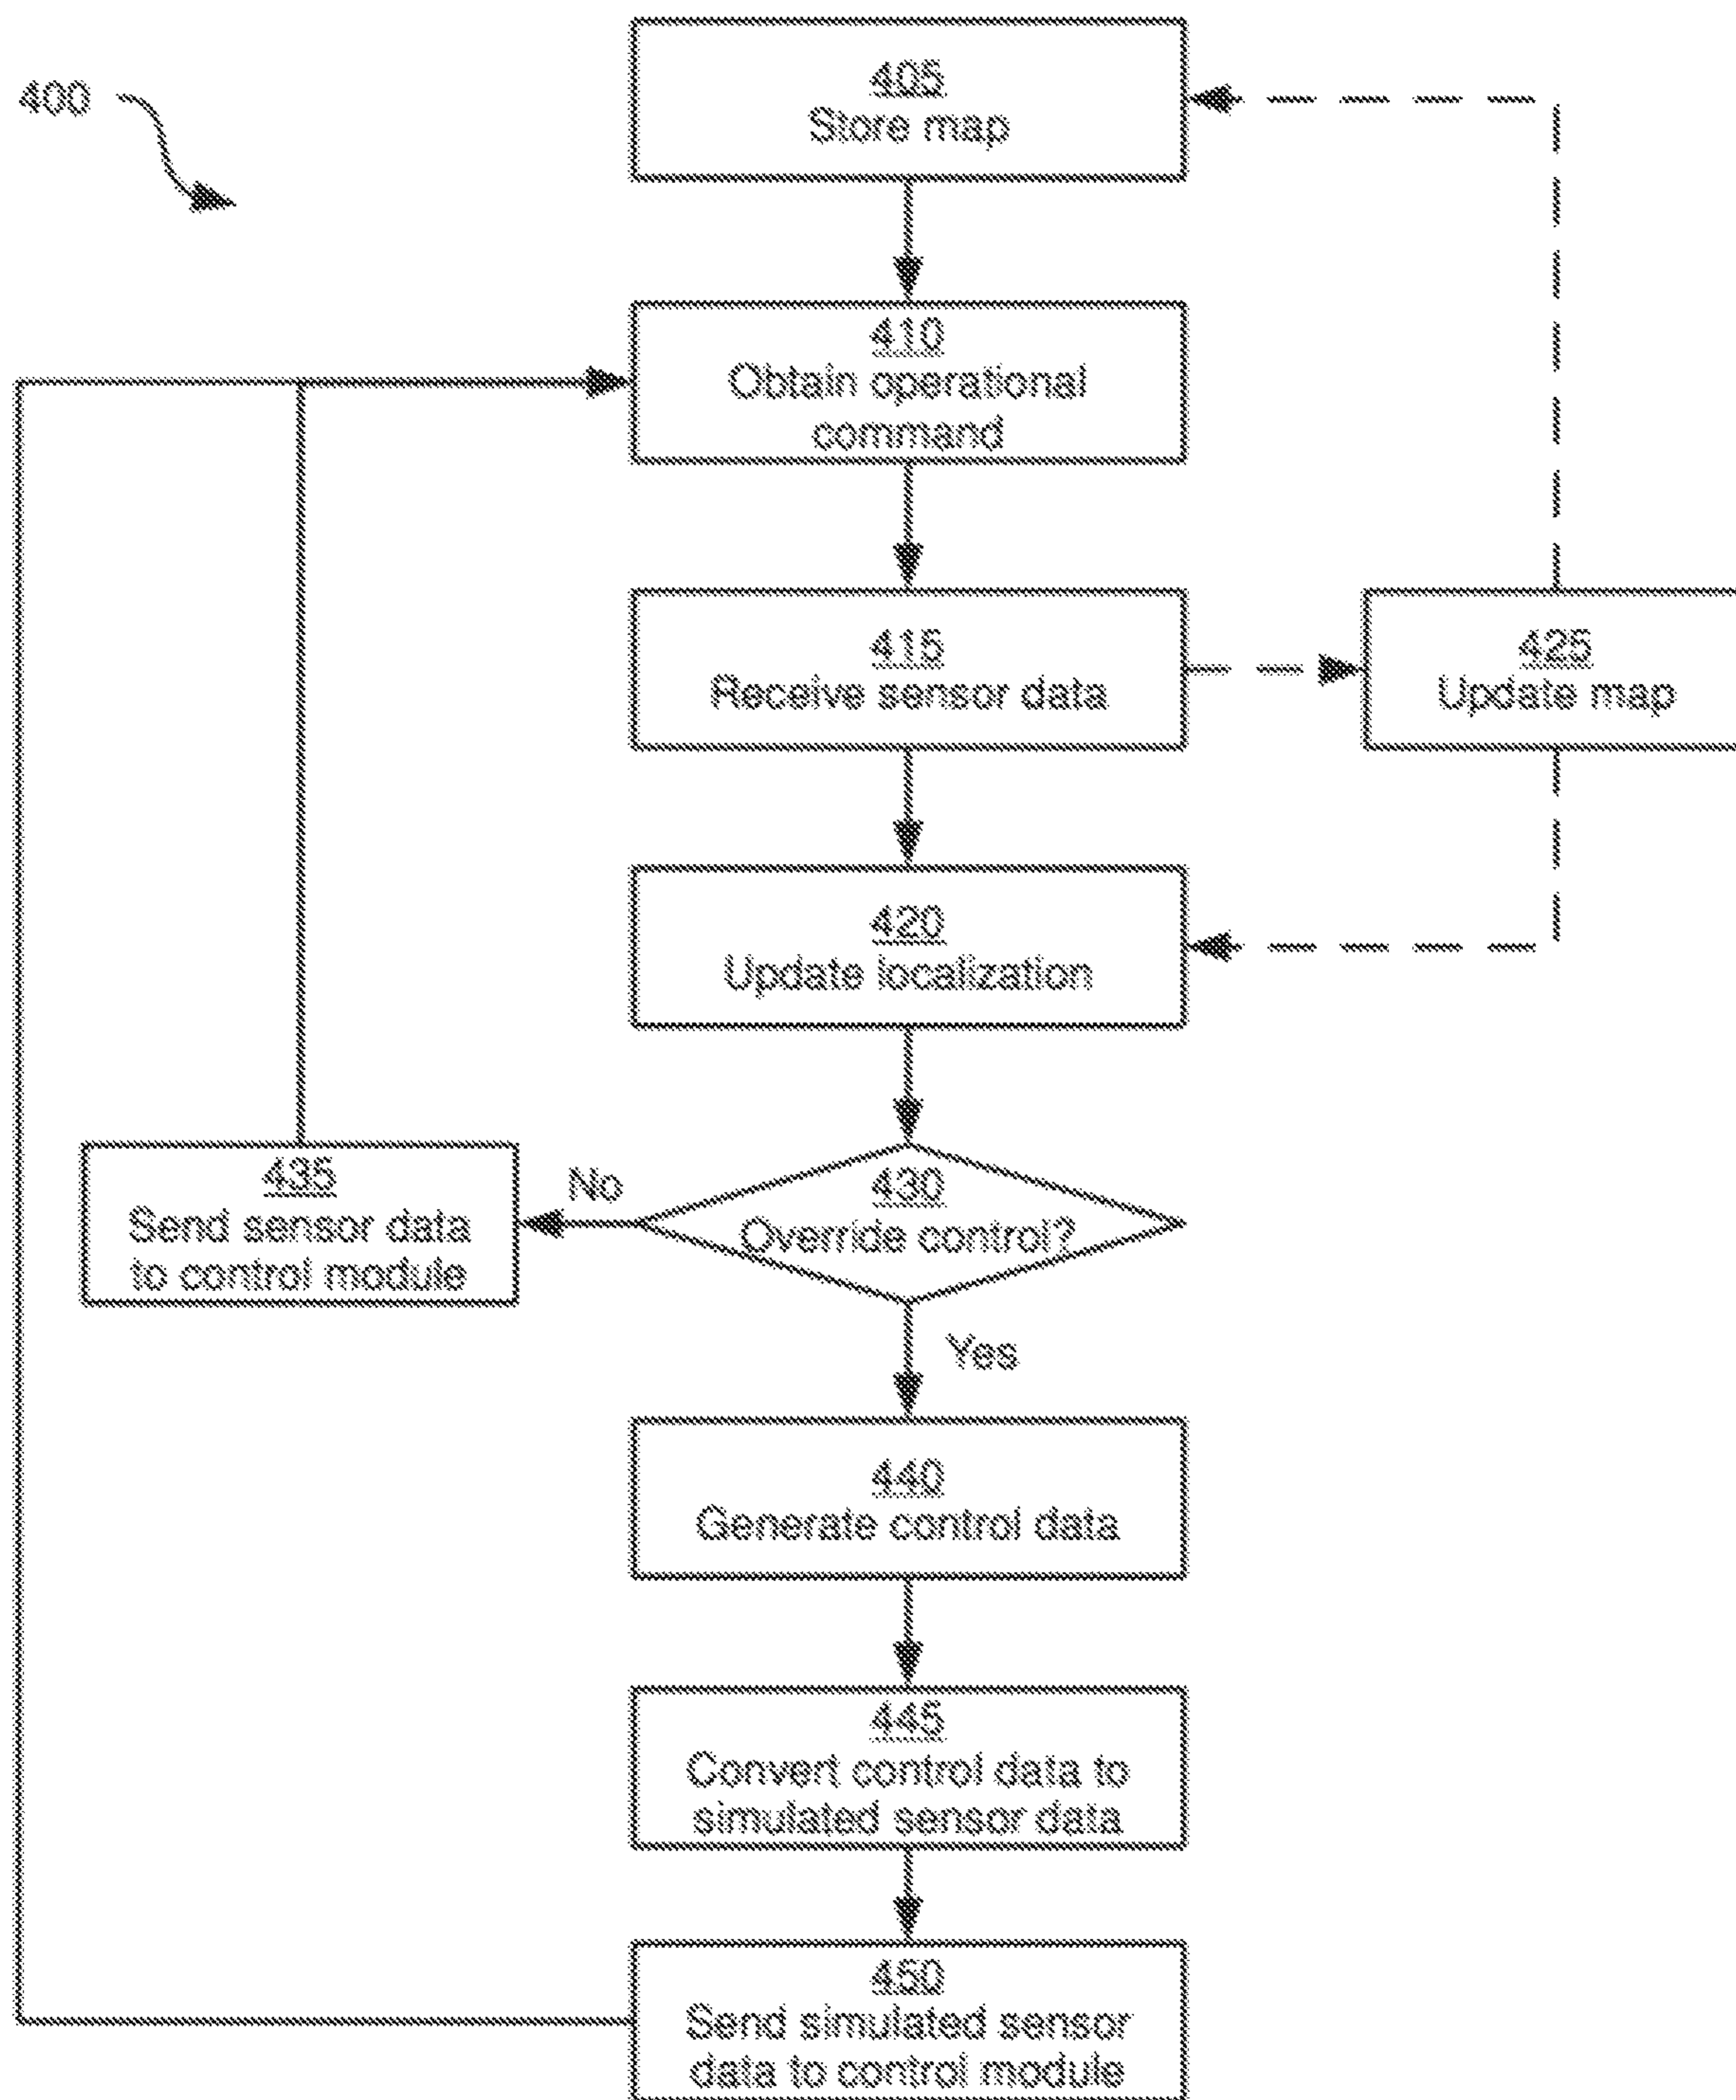 400
405
Store map
410
Obtain operational
command
415
Receive sensor data
425
Update map
420
Update localization
435
Send sensor data
to control module
No
430
Override control?
Yes
440
Generate control data
445
Convert control data to
simulated sensor data
450
Send simulated sensor
data to control module